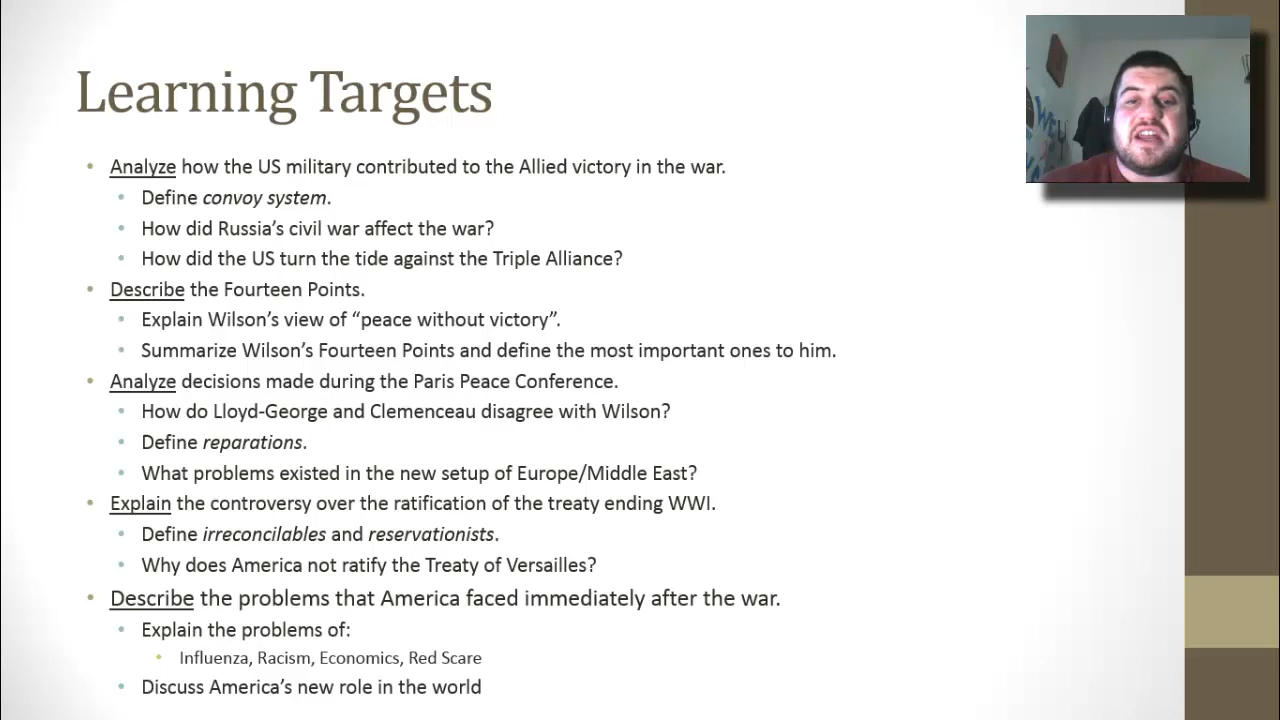 Learning Targets
• Analyze how the US military contributed to the Allied victory in the war.
• Define convoy system.
• How did Russia’s civil war affect the war?
• How did the US turn the tide against the Triple Alliance?
• Describe the Fourteen Points.
• Explain Wilson’s view of “peace without victory”.
• Summarize Wilson’s Fourteen Points and define the most important ones to him.
• Analyze decisions made during the Paris Peace Conference.
• How do Lloyd-George and Clemenceau disagree with Wilson?
• Define reparations.
• What problems existed in the new setup of Europe/Middle East?
• Explain the controversy over the ratification of the treaty ending WWI.
• Define irreconcilables and reservationists.
• Why does America not ratify the Treaty of Versailles?
• Describe the problems that America faced immediately after the war.
• Explain the problems of:
• Influenza, Racism, Economics, Red Scare
• Discuss America’s new role in the world